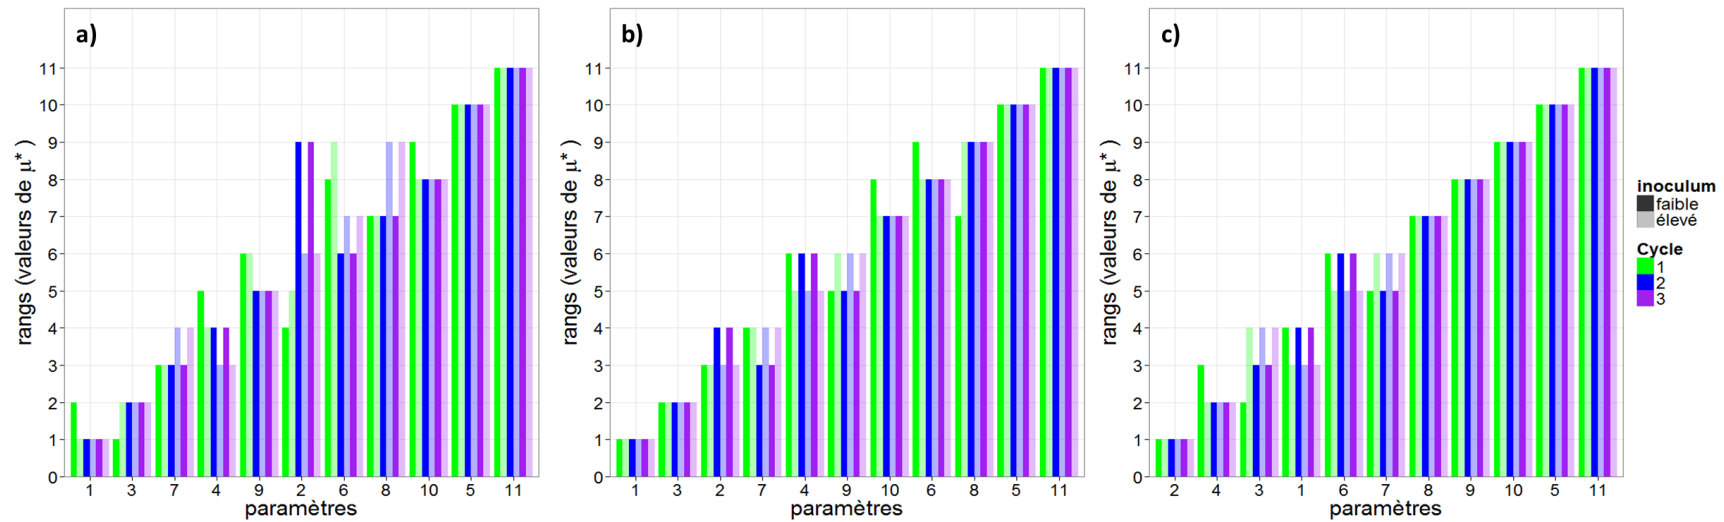 a)
rangs (valeurs de μ* )
11
10
9
8
7
6
5
4
3
2
1
0
1 3 7 4 9 2 6 8 10 5 11
paramètres
b)
rangs (valeurs de μ* )
11
10
9
8
7
6
5
4
3
2
1
0
1 3 2 7 4 9 10 6 8 5 11
paramètres
c)
rangs (valeurs de μ* )
11
10
9
8
7
6
5
4
3
2
1
0
2 4 3 1 6 7 8 9 10 5 11
paramètres
inoculum
faible
élevé
Cycle
1
2
3